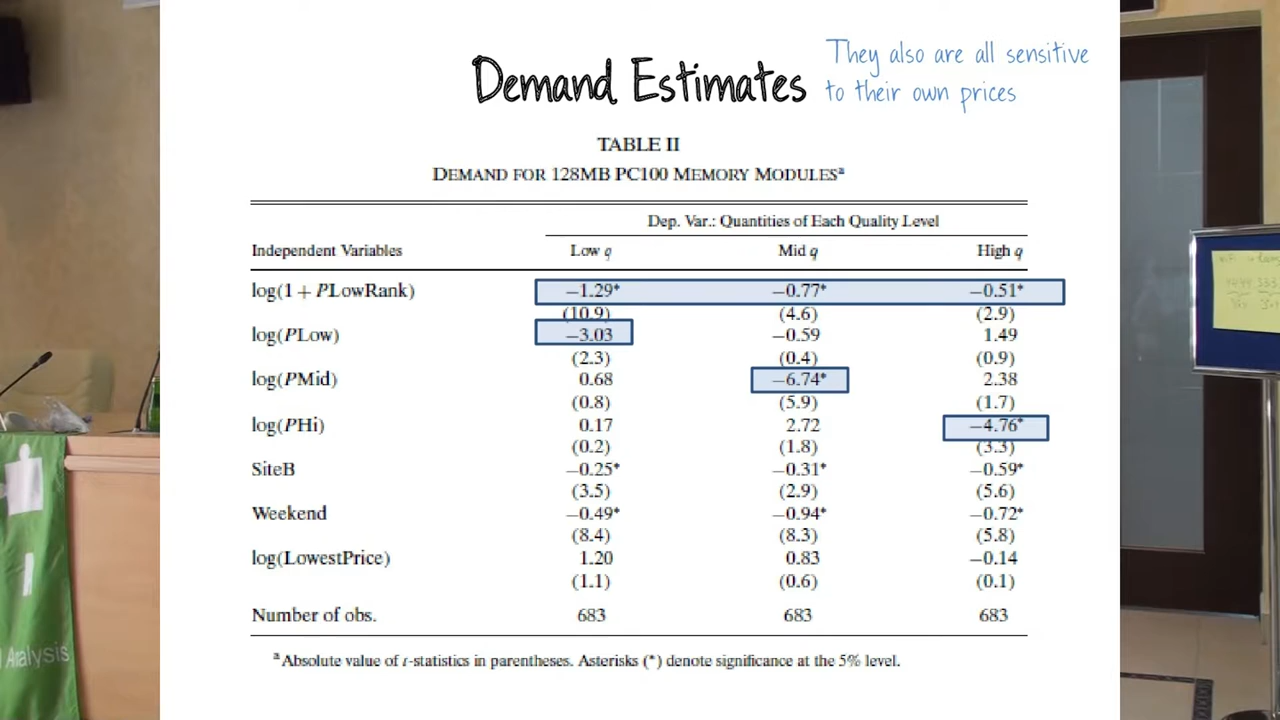 Demand Estimates
They also are all sensitive
to their own prices
TABLE II
DEMAND FOR 128MB PC100 MEMORY MODULESᵃ
Dep. Var.: Quantities of Each Quality Level
Independent Variables Low q Mid q High q
log(1 + PLowRank) −1.29* −0.77* −0.51*
(10.9) (4.6) (2.9)
log(PLow) −3.03 −0.59 1.49
(2.3) (0.4) (0.9)
log(PMid) 0.68 −6.74* 2.38
(0.8) (5.9) (1.7)
log(PHi) 0.17 2.72 −4.76*
(0.2) (1.8) (3.3)
SiteB −0.25* −0.31* −0.59*
(3.5) (2.9) (5.6)
Weekend −0.49* −0.94* −0.72*
(8.4) (8.3) (5.8)
log(LowestPrice) 1.20 0.83 −0.14
(1.1) (0.6) (0.1)
Number of obs. 683 683 683
ᵃAbsolute value of t-statistics in parentheses. Asterisks (*) denote significance at the 5% level.
Analysis